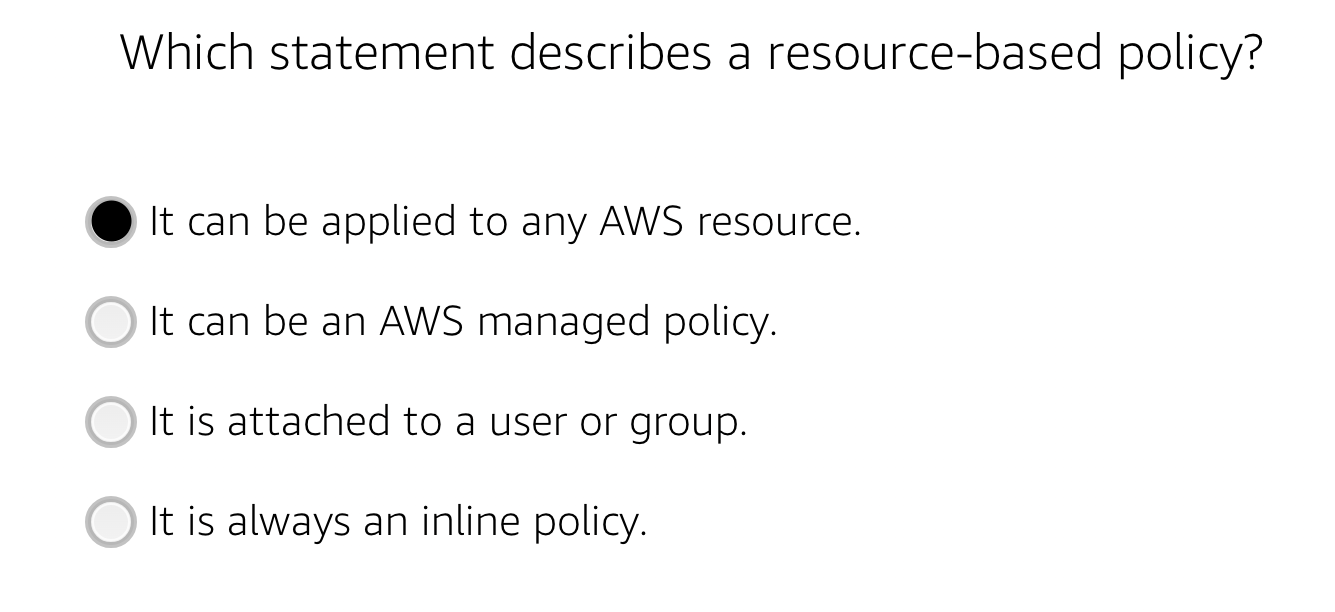 Which statement describes a resource-based policy?
It can be applied to any AWS resource.
It can be an AWS managed policy.
It is attached to a user or group.
It is always an inline policy.